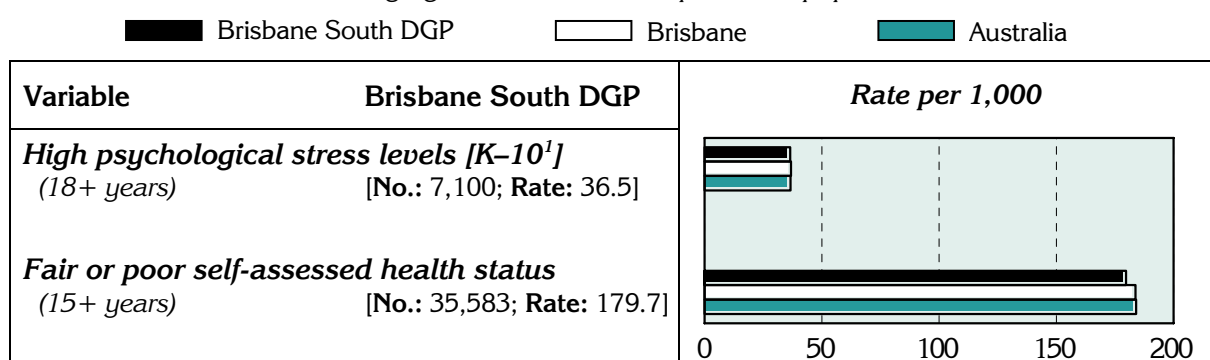 Brisbane South DGP Brisbane Australia
Variable Brisbane South DGP Rate per 1,000
High psychological stress levels [K–10¹]
(18+ years) [No.: 7,100; Rate: 36.5]
Fair or poor self-assessed health status
(15+ years) [No.: 35,583; Rate: 179.7]
0 50 100 150 200